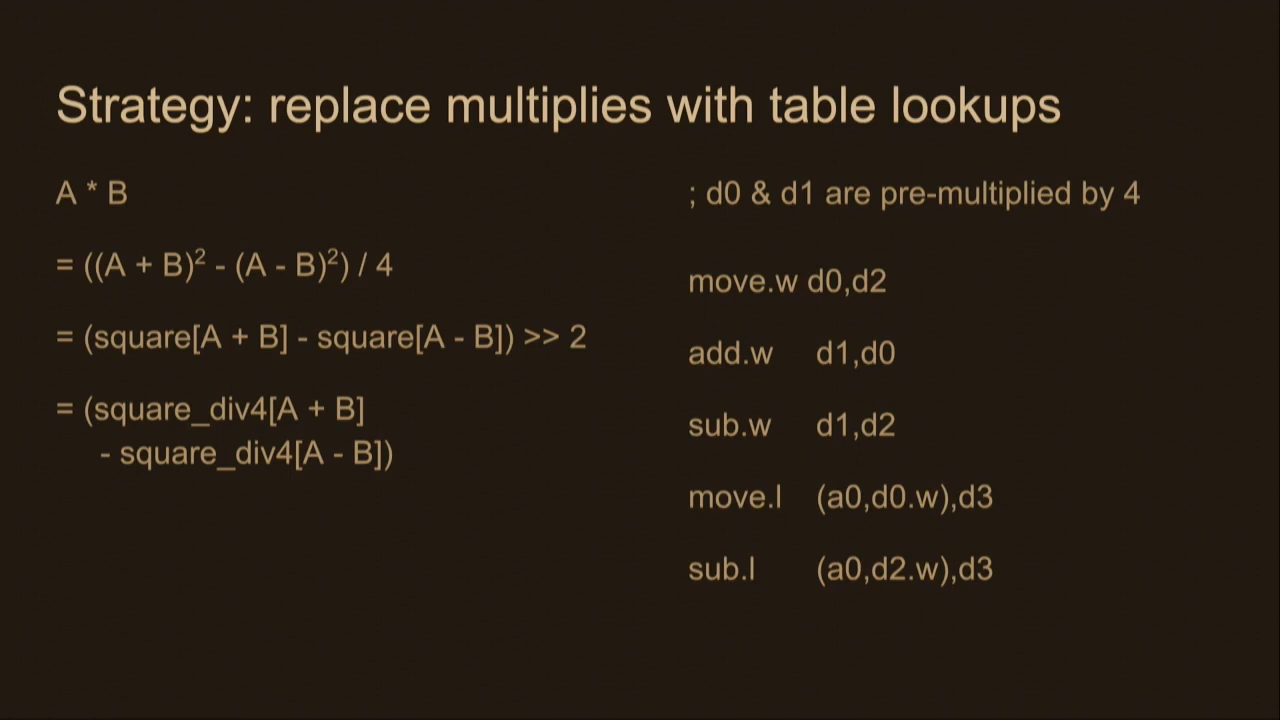 Strategy: replace multiplies with table lookups
A * B
= ((A + B)² - (A - B)²) / 4
= (square[A + B] - square[A - B]) >> 2
= (square_div4[A + B]
- square_div4[A - B])
; d0 & d1 are pre-multiplied by 4
move.w d0,d2
add.w d1,d0
sub.w d1,d2
move.l (a0,d0.w),d3
sub.l (a0,d2.w),d3